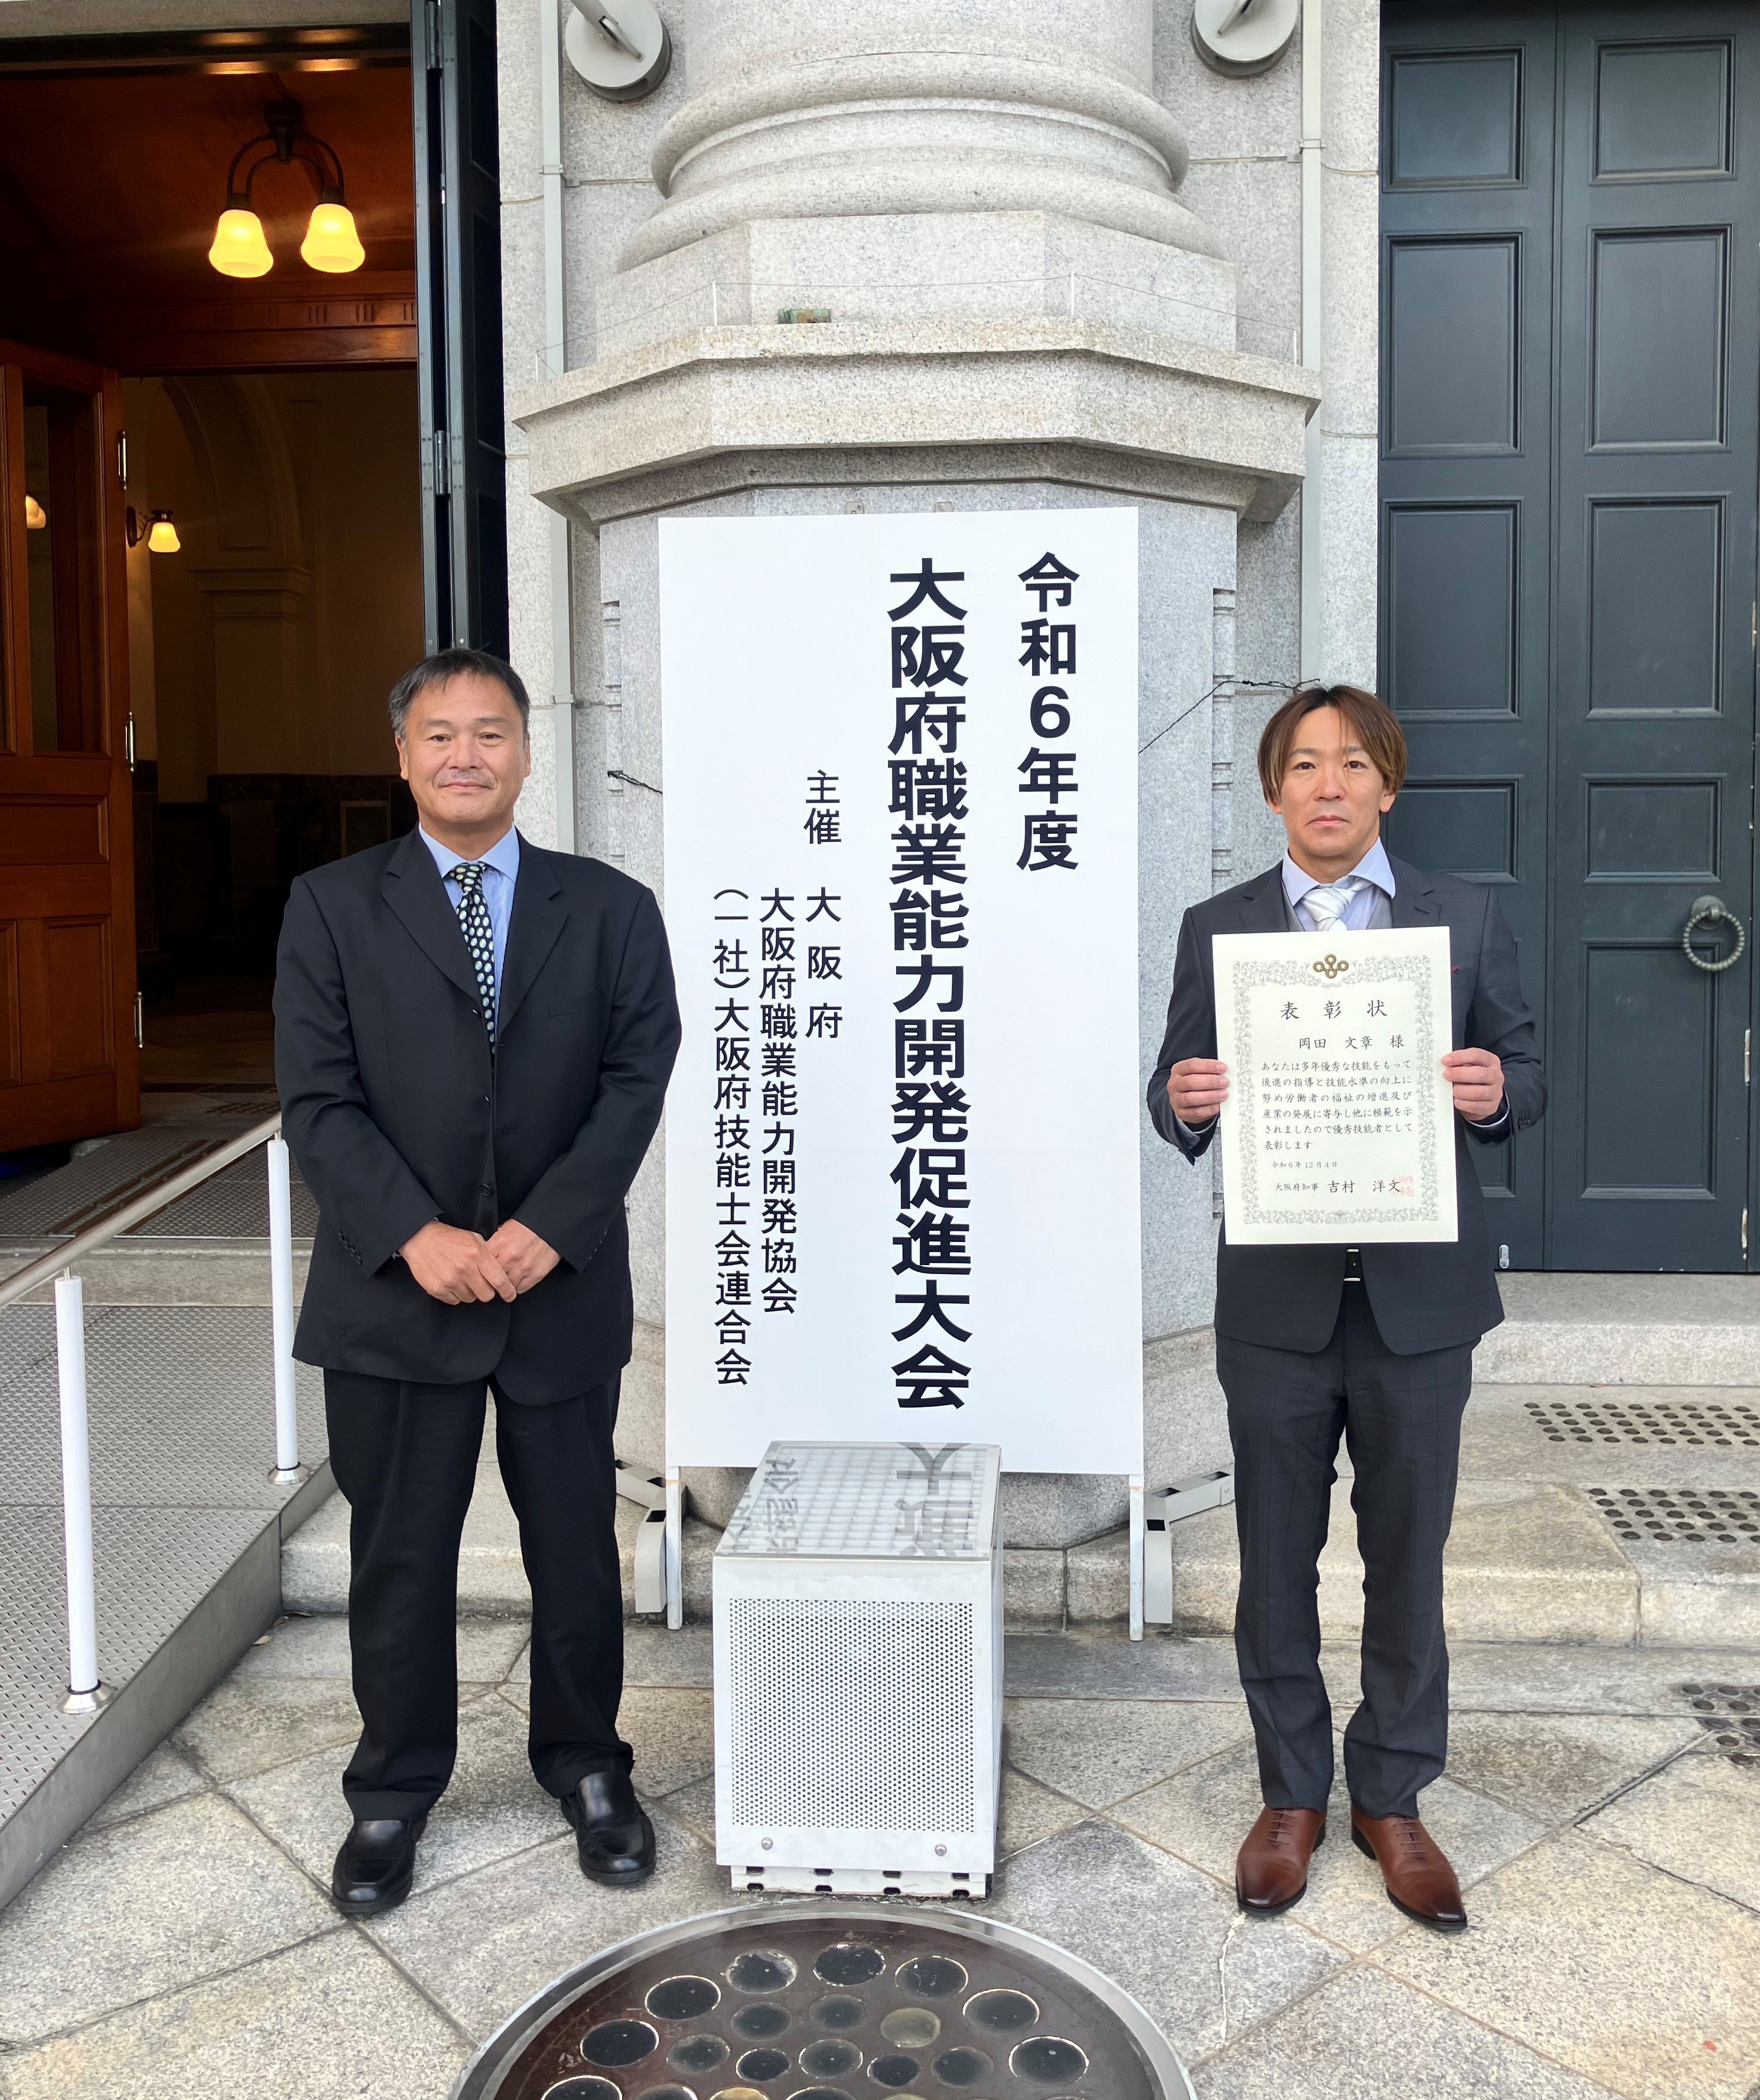 令和6年度
大阪府職業能力開発促進大会
主催 大阪府
大阪府職業能力開発協会
(一社)大阪府技能士会連合会
表彰状
岡田 文章 様
あなたは多年優秀な技能をもって
後進の指導と技能水準の向上に
努め労働者の福祉の増進及び
産業の発展に寄与し他に模範を示
されましたので優秀技能者として
表彰します
令和6年12月4日
大阪府知事 吉村 洋文